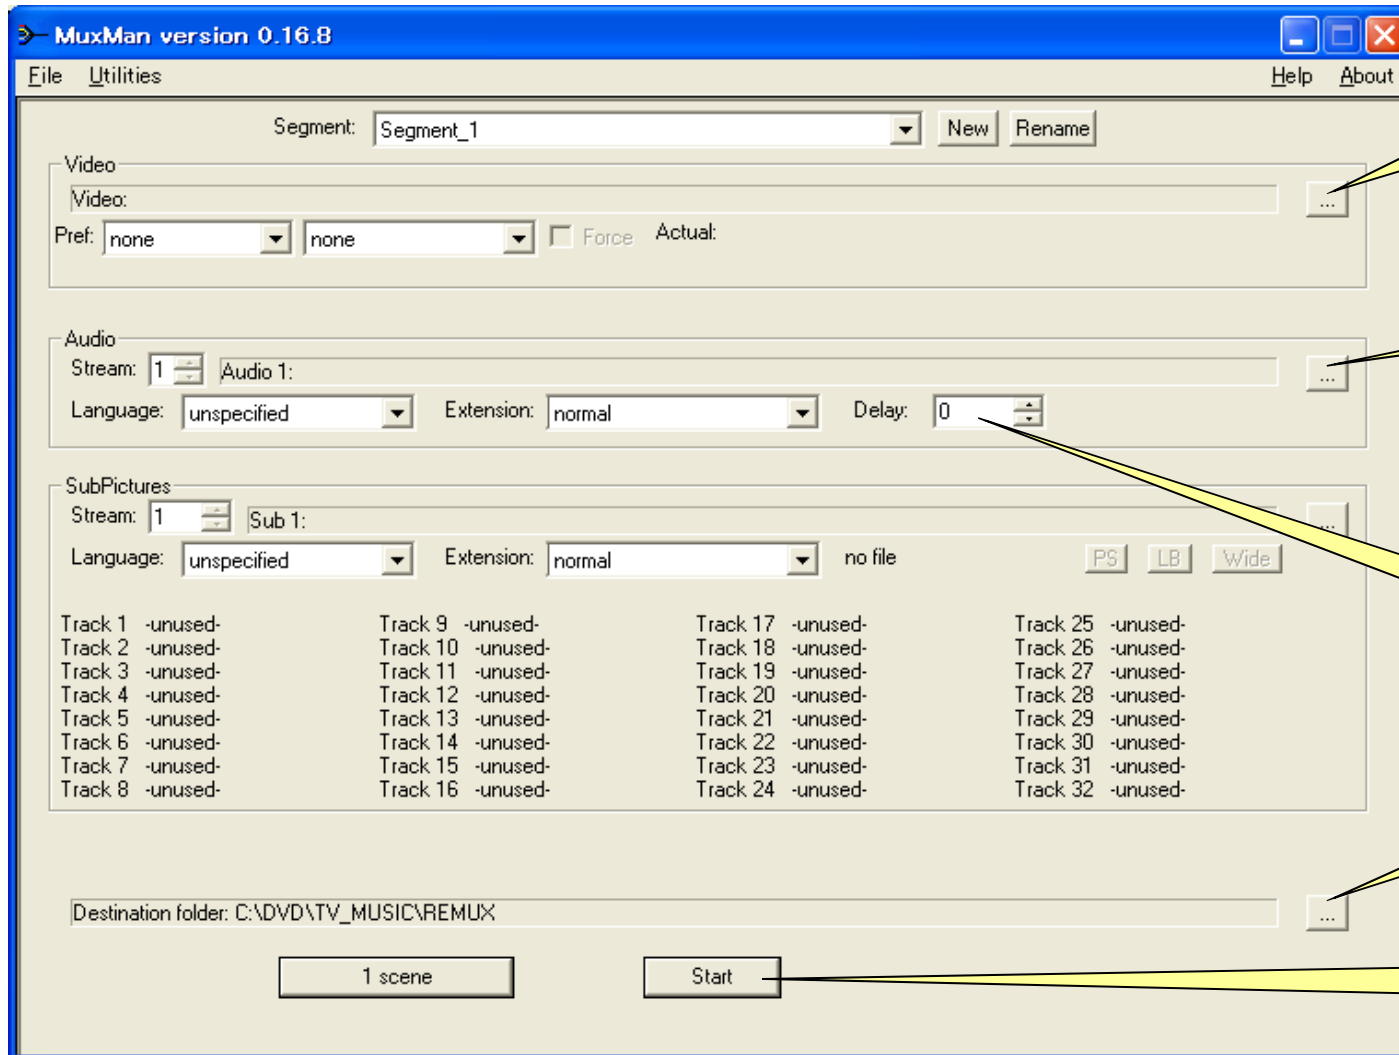 MuxMan version 0.16.8
File Utilities Help About
Segment: Segment_1 New Rename
Video
Video: ...
Pref: none none Force Actual:
Audio
Stream: 1 Audio 1: ...
Language: unspecified Extension: normal Delay: 0
SubPictures
Stream: 1 Sub 1: ...
Language: unspecified Extension: normal no file PS LB Wide
Track 1 -unused- Track 9 -unused- Track 17 -unused- Track 25 -unused-
Track 2 -unused- Track 10 -unused- Track 18 -unused- Track 26 -unused-
Track 3 -unused- Track 11 -unused- Track 19 -unused- Track 27 -unused-
Track 4 -unused- Track 12 -unused- Track 20 -unused- Track 28 -unused-
Track 5 -unused- Track 13 -unused- Track 21 -unused- Track 29 -unused-
Track 6 -unused- Track 14 -unused- Track 22 -unused- Track 30 -unused-
Track 7 -unused- Track 15 -unused- Track 23 -unused- Track 31 -unused-
Track 8 -unused- Track 16 -unused- Track 24 -unused- Track 32 -unused-
Destination folder: C:\DVD\TV_MUSIC\REMUX ...
1 scene Start